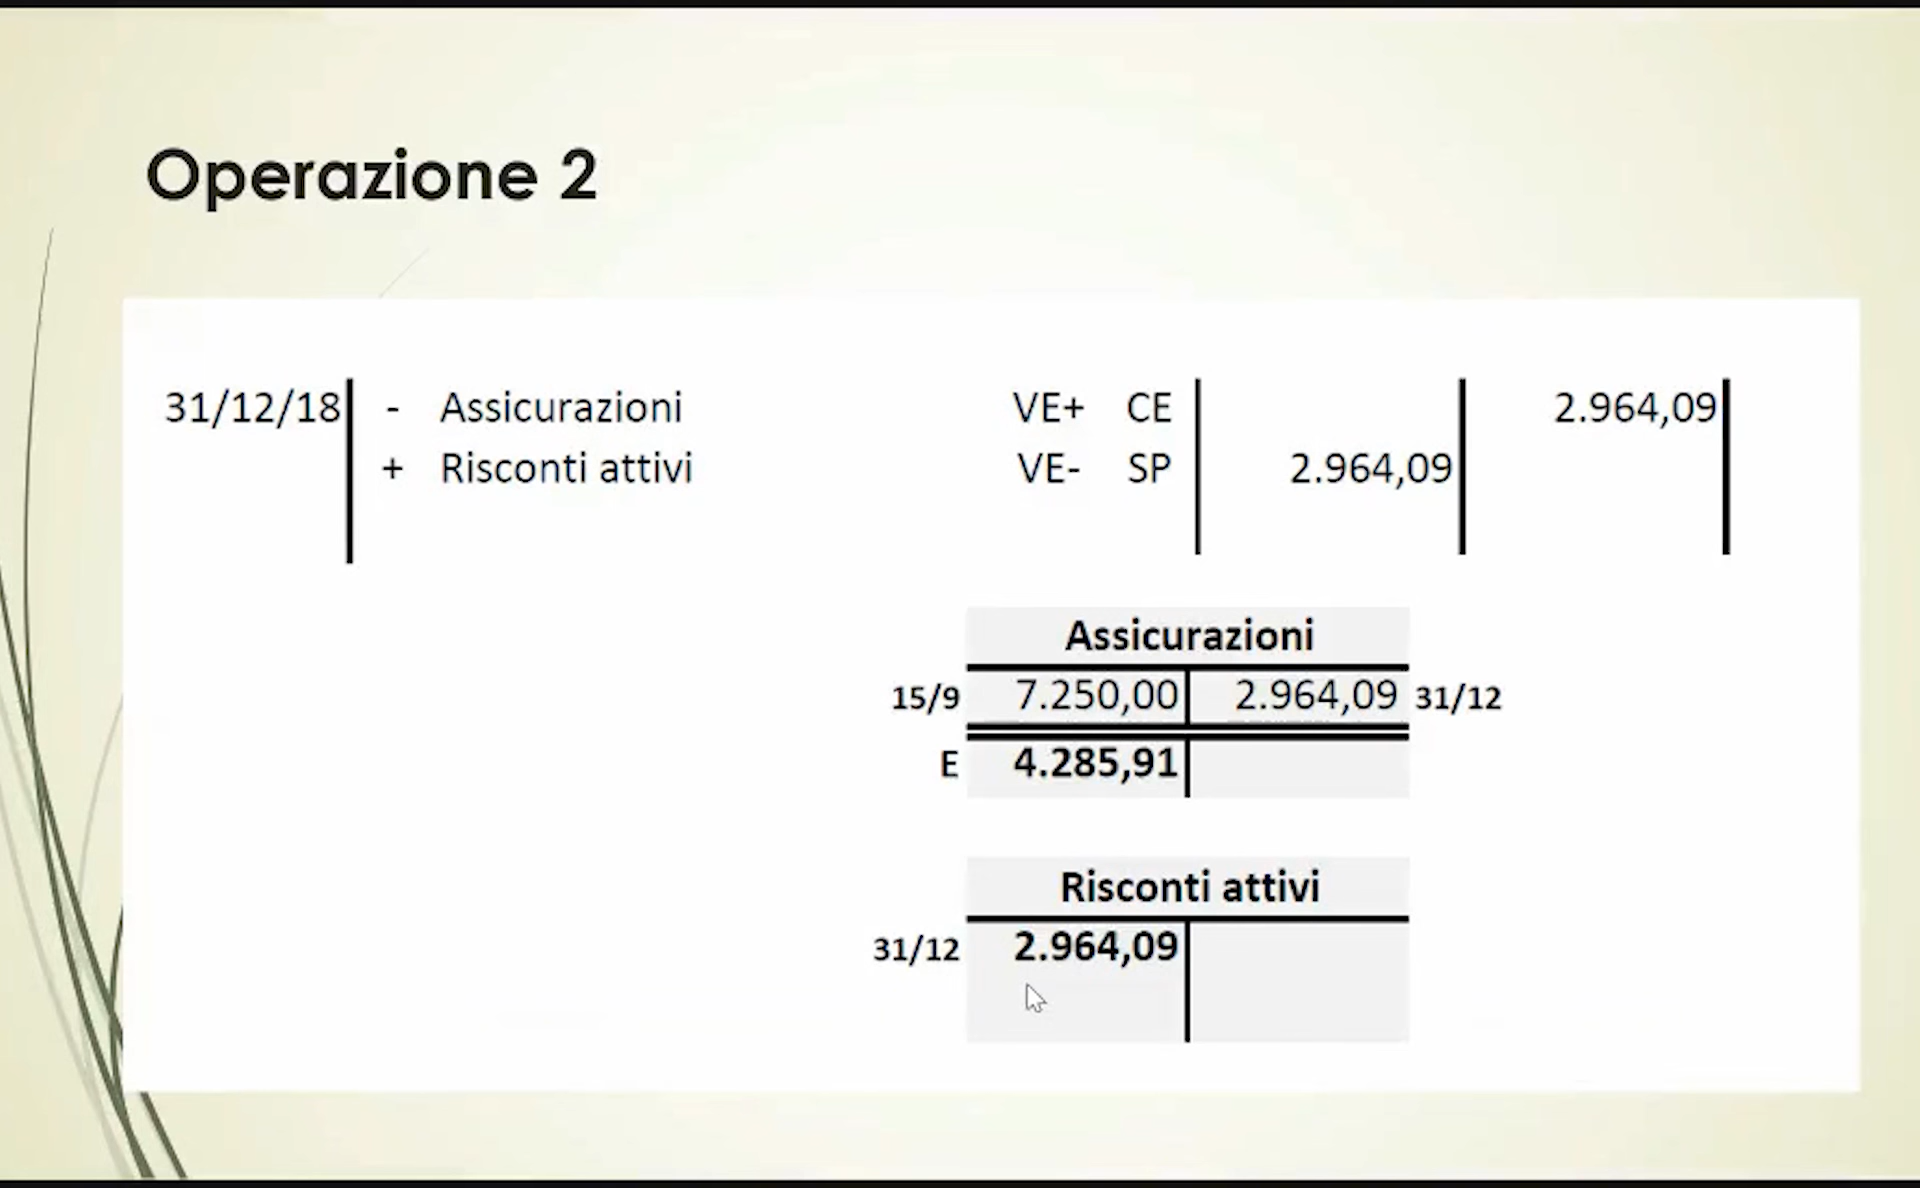 Operazione 2
31/12/18 - Assicurazioni VE+ CE 2.964,09
+ Risconti attivi VE- SP 2.964,09
Assicurazioni
15/9 7.250,00 2.964,09 31/12
E 4.285,91
Risconti attivi
31/12 2.964,09